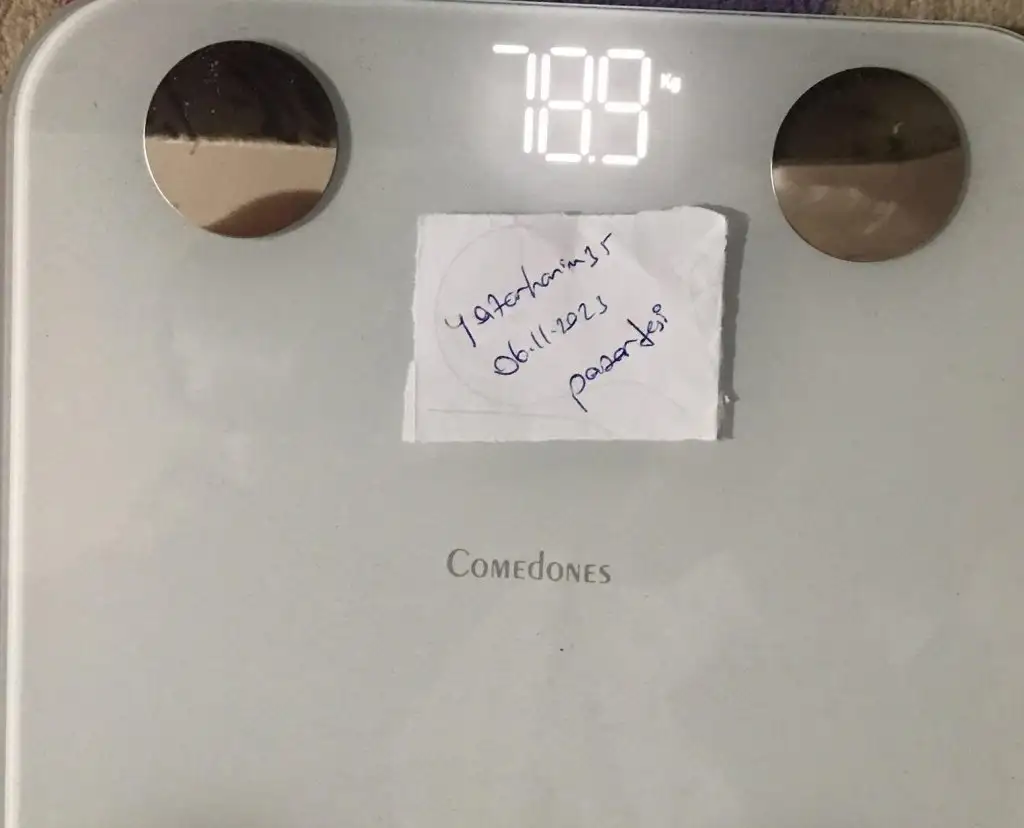 78.9 Kg
yazarhanim35
06.11.2023
pazartesi
COMEdONES